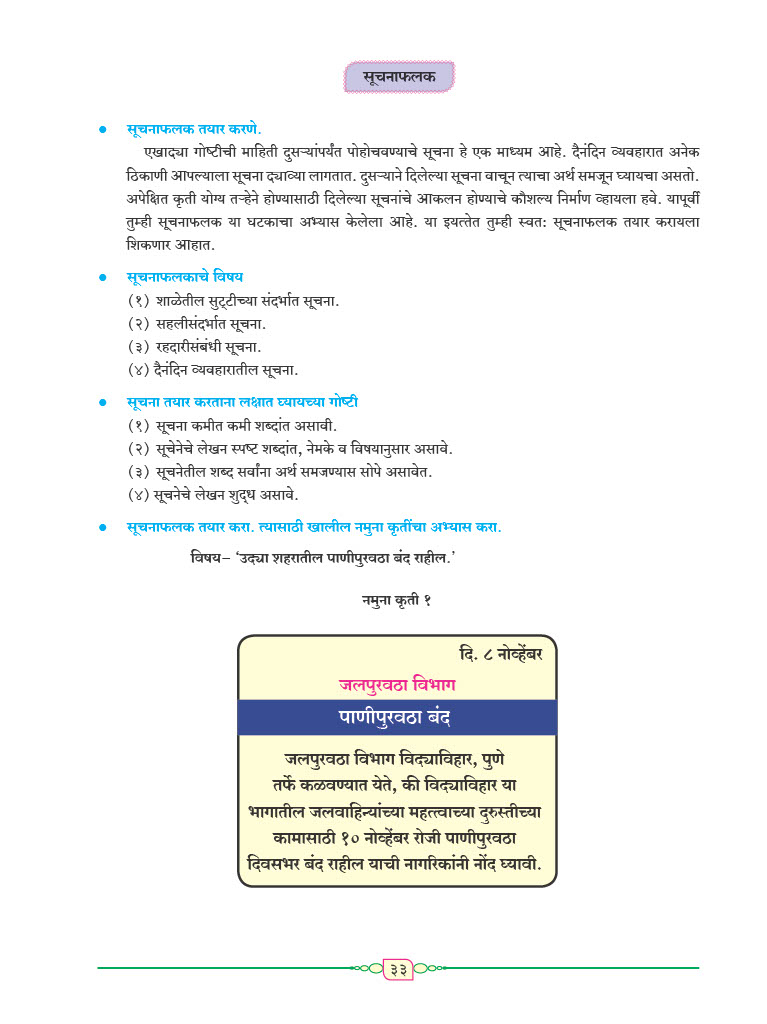 सूचनाफलक
● सूचनाफलक तयार करणे.
एखाद्या गोष्टीची माहिती दुसऱ्यांपर्यंत पोहोचवण्याचे सूचना हे एक माध्यम आहे. दैनंदिन व्यवहारात अनेक
ठिकाणी आपल्याला सूचना द्याव्या लागतात. दुसऱ्याने दिलेल्या सूचना वाचून त्याचा अर्थ समजून घ्यायचा असतो.
अपेक्षित कृती योग्य तऱ्हेने होण्यासाठी दिलेल्या सूचनांचे आकलन होण्याचे कौशल्य निर्माण व्हायला हवे. यापूर्वी
तुम्ही सूचनाफलक या घटकाचा अभ्यास केलेला आहे. या इयत्तेत तुम्ही स्वत: सूचनाफलक तयार करायला
शिकणार आहात.
● सूचनाफलकाचे विषय
(१) शाळेतील सुट्टीच्या संदर्भात सूचना.
(२) सहलीसंदर्भात सूचना.
(३) रहदारीसंबंधी सूचना.
(४) दैनंदिन व्यवहारातील सूचना.
● सूचना तयार करताना लक्षात घ्यायच्या गोष्टी
(१) सूचना कमीत कमी शब्दांत असावी.
(२) सूचेनेचे लेखन स्पष्ट शब्दांत, नेमके व विषयानुसार असावे.
(३) सूचनेतील शब्द सर्वांना अर्थ समजण्यास सोपे असावेत.
(४) सूचनेचे लेखन शुद्ध असावे.
● सूचनाफलक तयार करा. त्यासाठी खालील नमुना कृतींचा अभ्यास करा.
विषय– ‘उद्या शहरातील पाणीपुरवठा बंद राहील.’
नमुना कृती १
दि. ८ नोव्हेंबर
जलपुरवठा विभाग
पाणीपुरवठा बंद
जलपुरवठा विभाग विद्याविहार, पुणे
तर्फे कळवण्यात येते, की विद्याविहार या
भागातील जलवाहिन्यांच्या महत्त्वाच्या दुरुस्तीच्या
कामासाठी १० नोव्हेंबर रोजी पाणीपुरवठा
दिवसभर बंद राहील याची नागरिकांनी नोंद घ्यावी.
३३